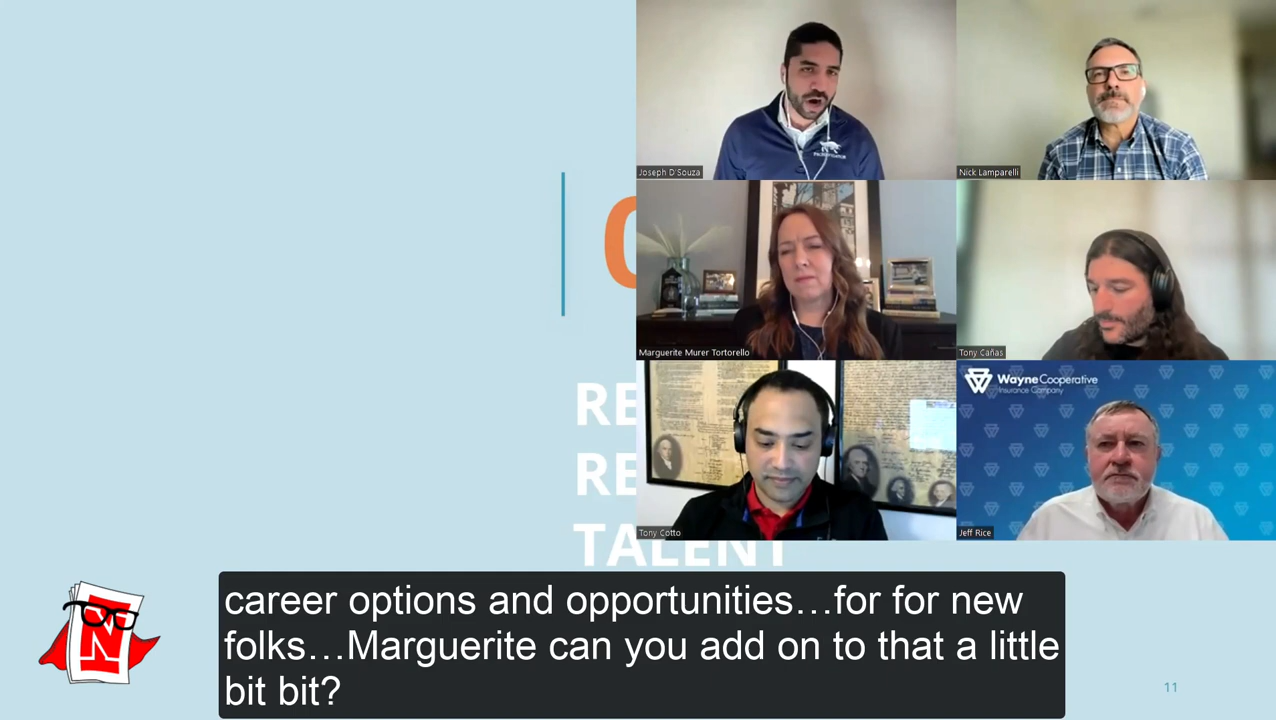 Joseph D'Souza
Nick Lamparelli
Marguerite Murer Tortorello
Tony Cañas
Wayne Cooperative
Insurance Company
Tony Cotto
Jeff Rice
RE
RE
TALENT
N
career options and opportunities…for for new
folks…Marguerite can you add on to that a little
bit bit?
11